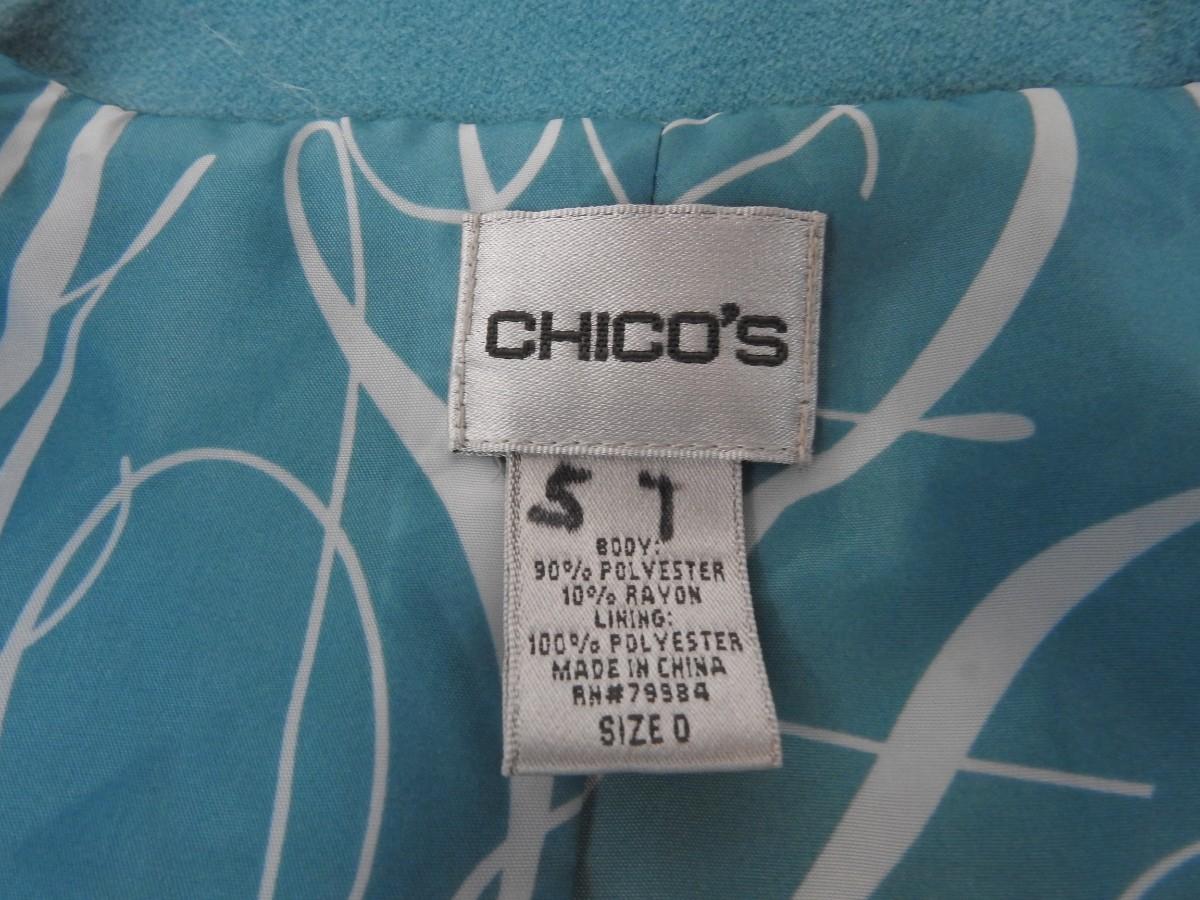 CHICO'S
5 7
BODY:
90% POLYESTER
10% RAYON
LINING:
100% POLYESTER
MADE IN CHINA
RN#79984
SIZE 0